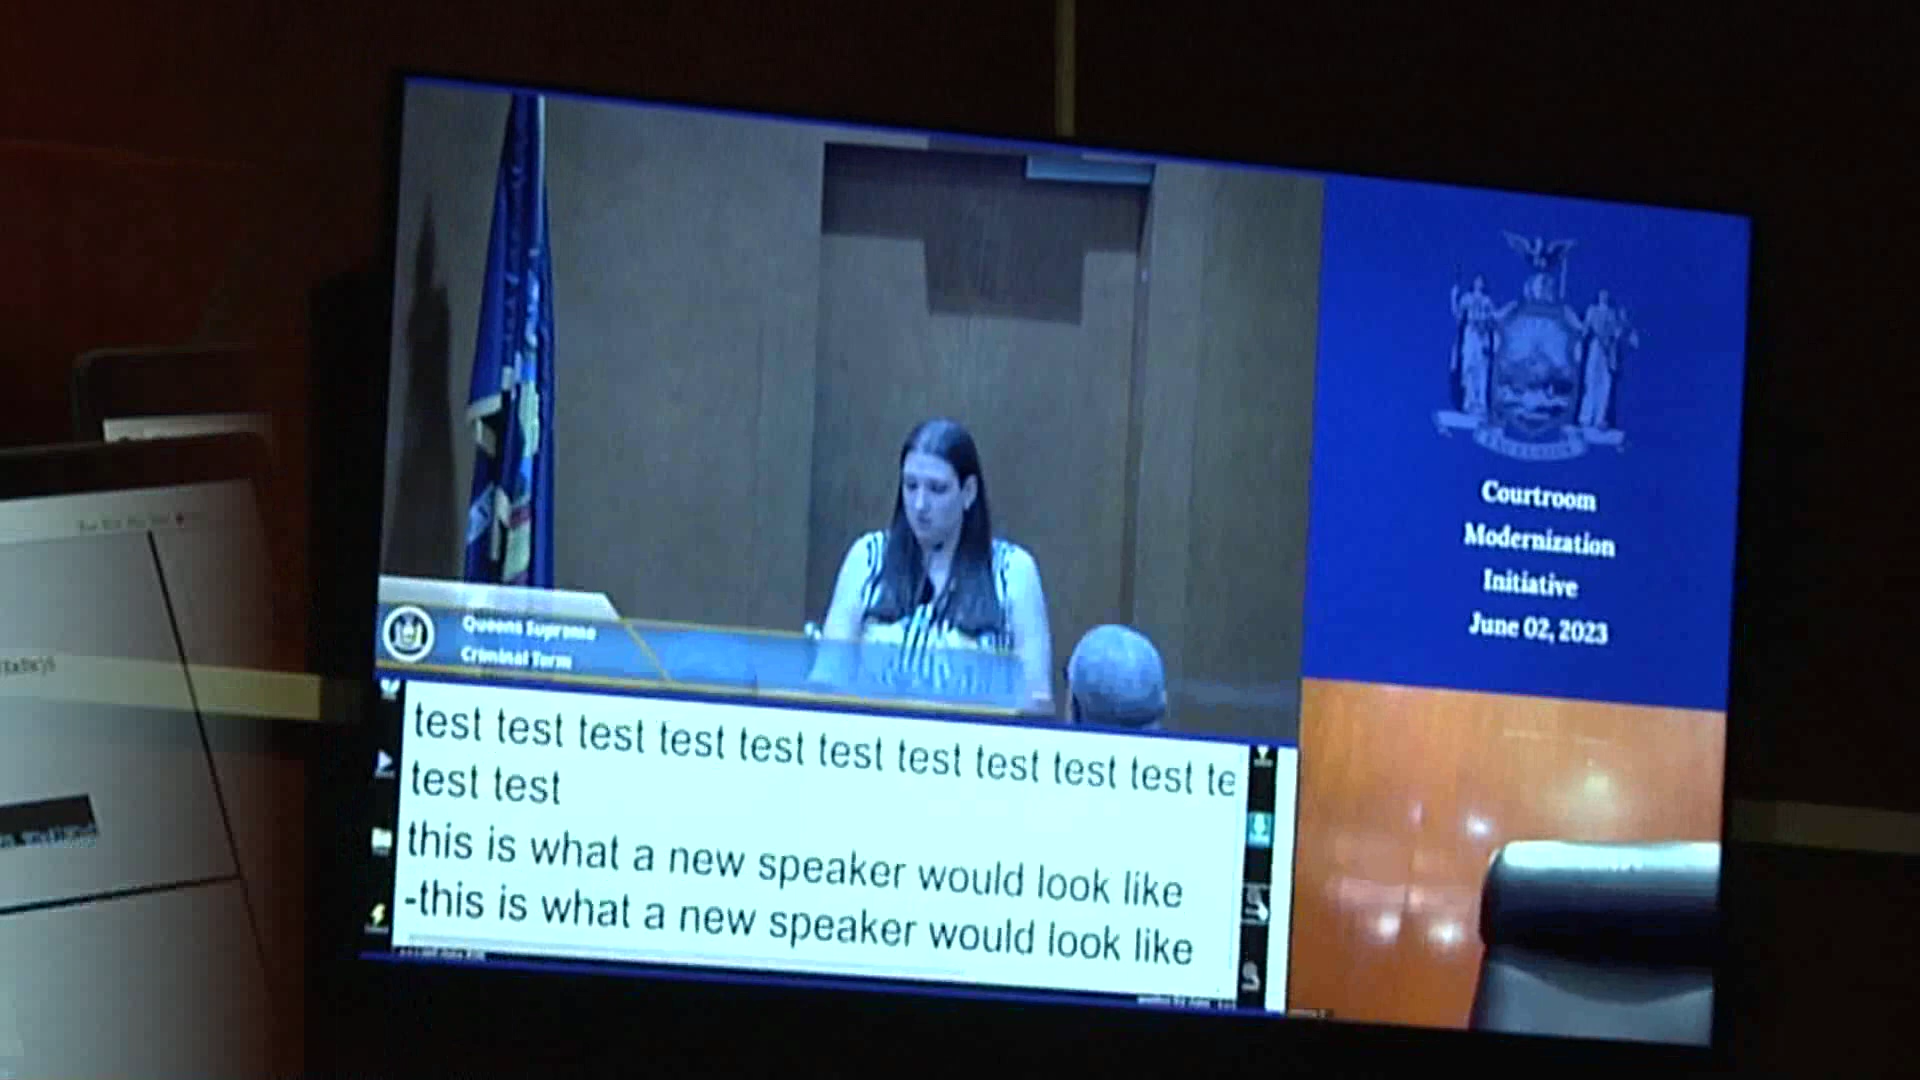 Courtroom
Modernization
Initiative
June 02, 2023
Queens Supreme
Criminal Term
test test test test test test test test test test te
test test
this is what a new speaker would look like
-this is what a new speaker would look like